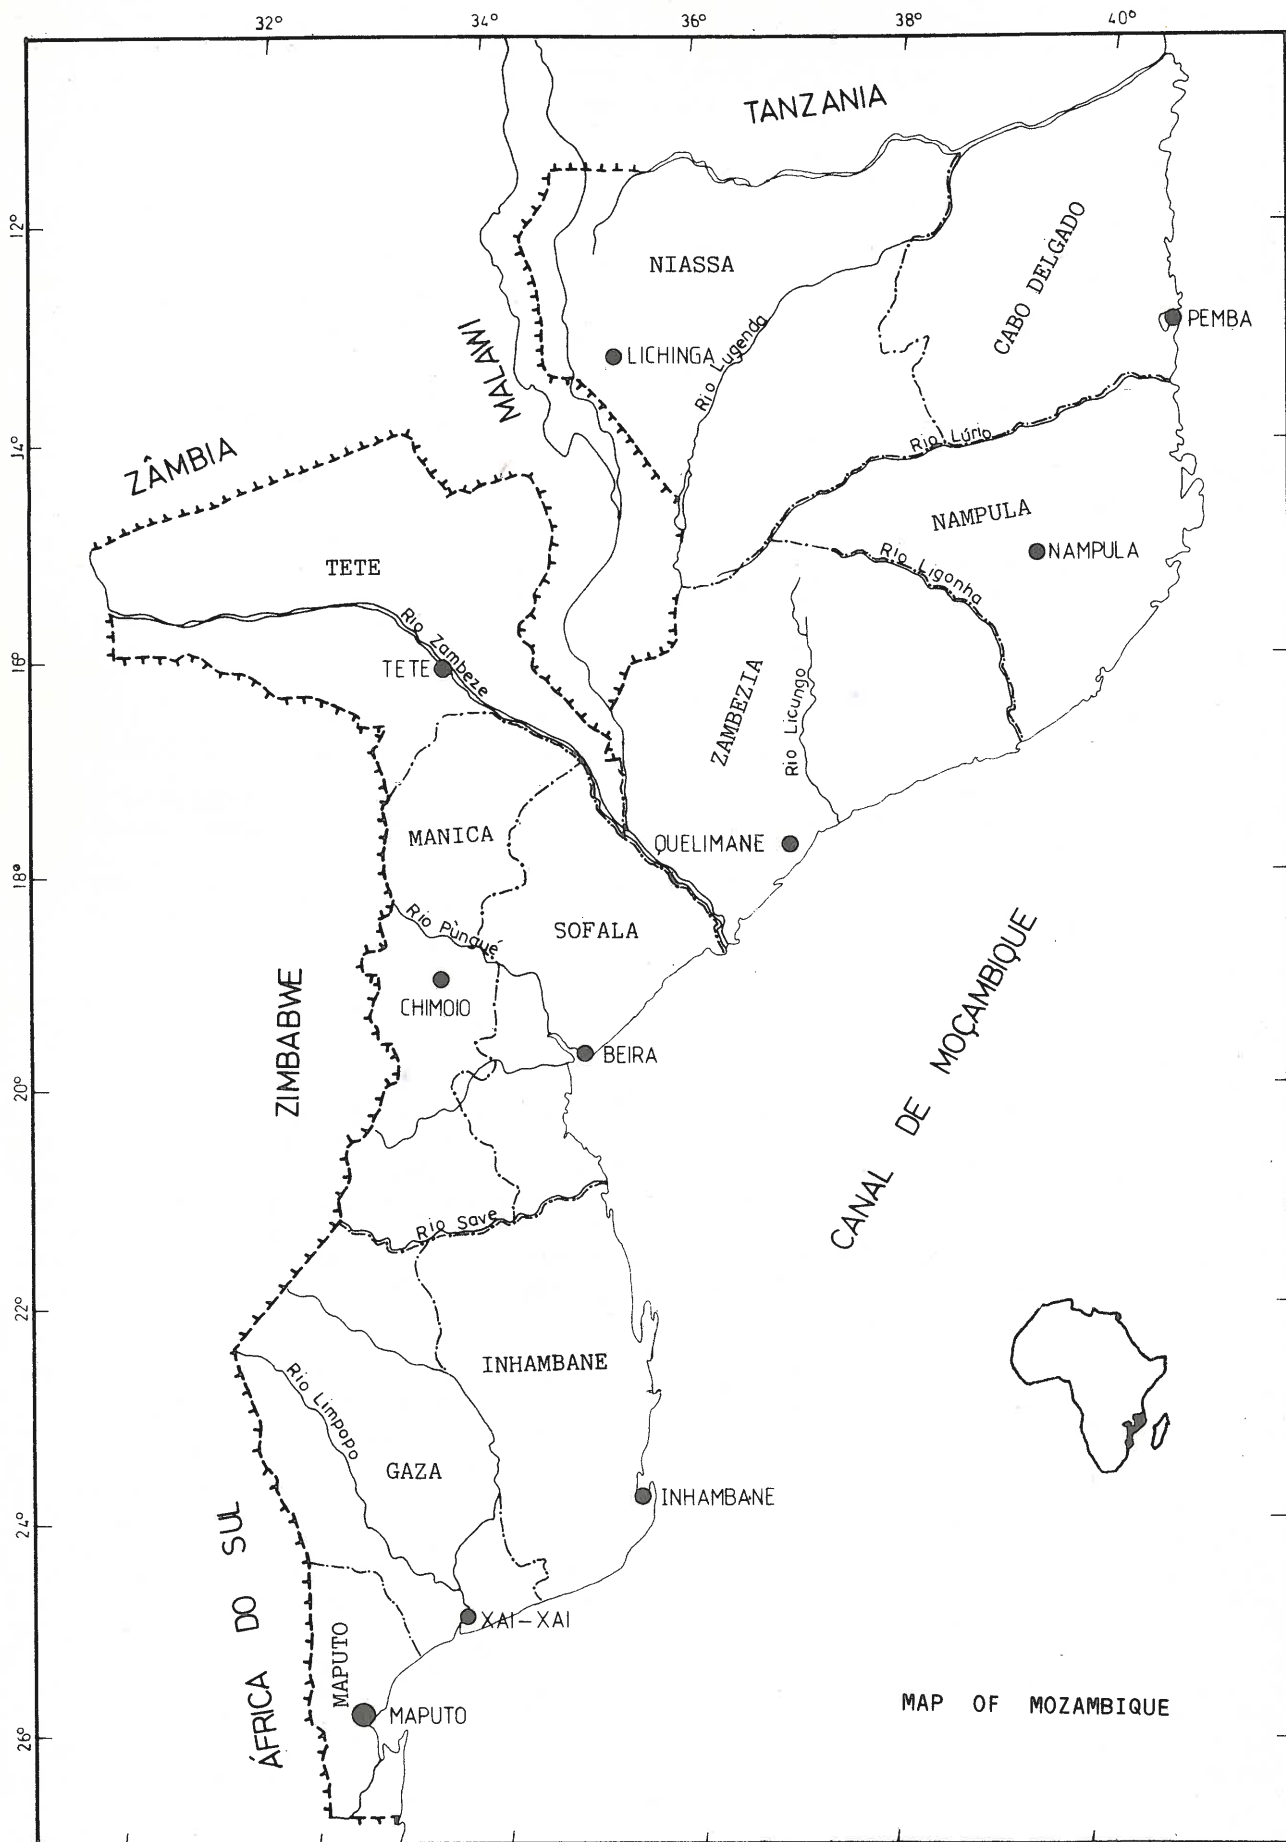 32° 34° 36° 38° 40°
TANZANIA
12°
NIASSA
CABO DELGADO
PEMBA
MALAWI
LICHINGA
Rio Lugenda
ZÂMBIA
14°
Rio Lúrio
NAMPULA
NAMPULA
TETE
Rio Ligonha
Rio Zambeze
16°
TETE
ZAMBEZIA
Rio Licungo
MANICA
QUELIMANE
18°
Rio Pùngué
SOFALA
CHIMOIO
ZIMBABWE
BEIRA
CANAL DE MOÇAMBIQUE
20°
Rio Save
22°
INHAMBANE
Rio Limpopo
GAZA
INHAMBANE
24°
ÁFRICA DO SUL
XAI-XAI
MAPUTO
MAPUTO
MAP OF MOZAMBIQUE
26°